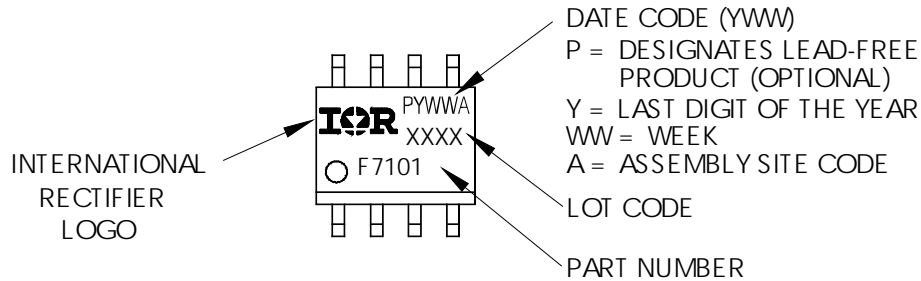 DATE CODE (YWW)
P = DESIGNATES LEAD-FREE
PRODUCT (OPTIONAL)
Y = LAST DIGIT OF THE YEAR
WW = WEEK
A = ASSEMBLY SITE CODE
IOR
PYWWA
XXXX
F7101
INTERNATIONAL
RECTIFIER
LOGO
LOT CODE
PART NUMBER